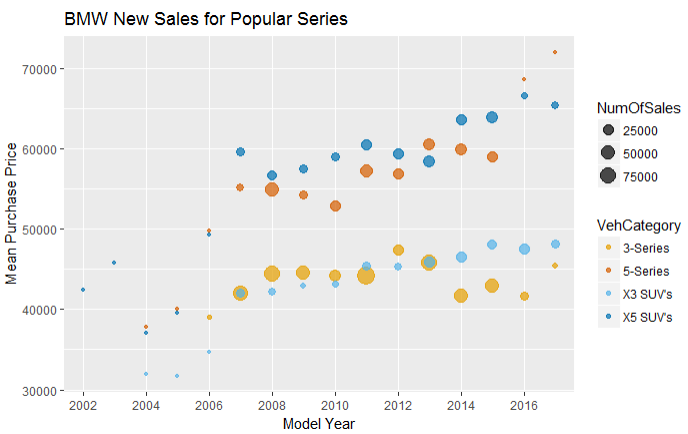 BMW New Sales for Popular Series
70000
60000
50000
40000
30000
Mean Purchase Price
2002 2004 2006 2008 2010 2012 2014 2016
Model Year
NumOfSales
25000
50000
75000
VehCategory
3-Series
5-Series
X3 SUV's
X5 SUV's